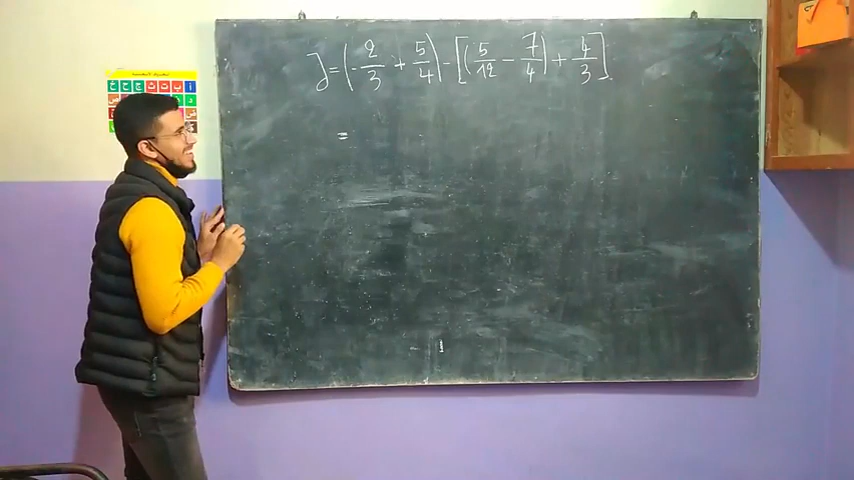 J = (-2/3 + 5/4) - [(5/12 - 7/4) + 4/3]
=